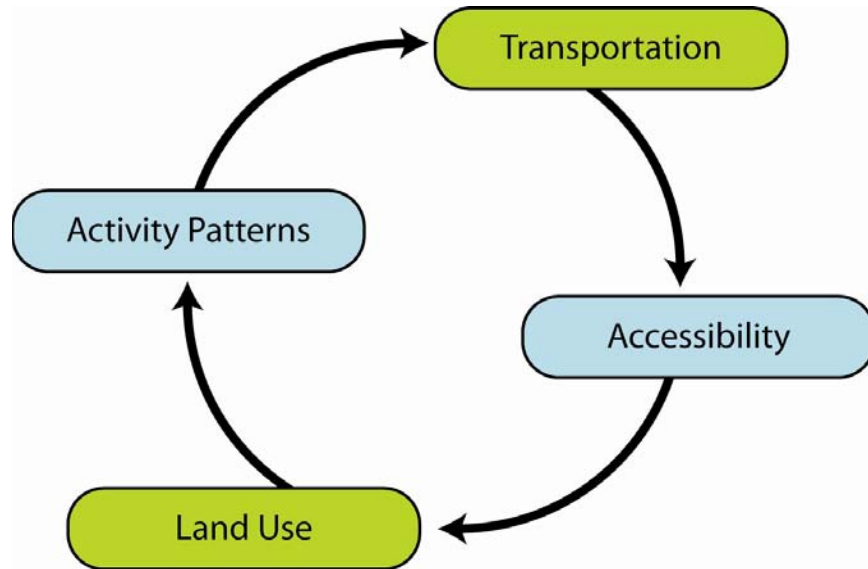 Transportation
Activity Patterns
Accessibility
Land Use